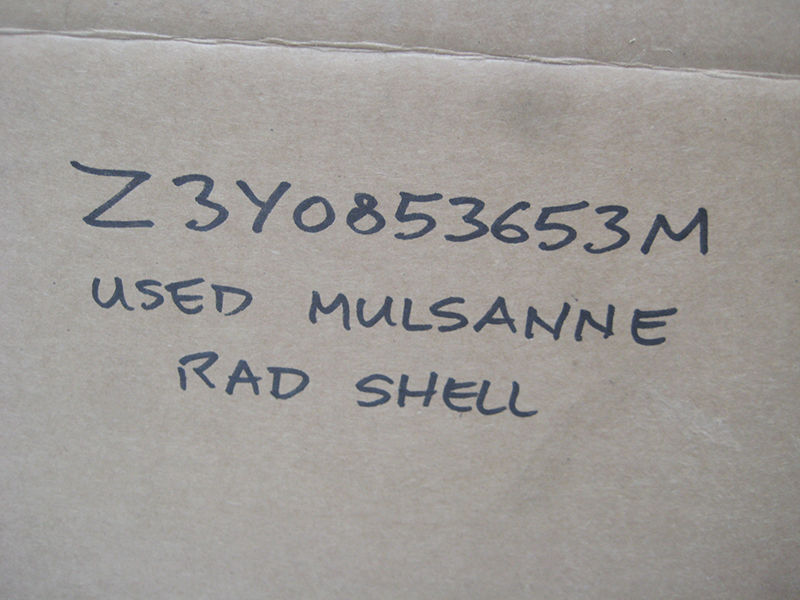 Z3Y0853653M
USED MULSANNE
RAD SHELL